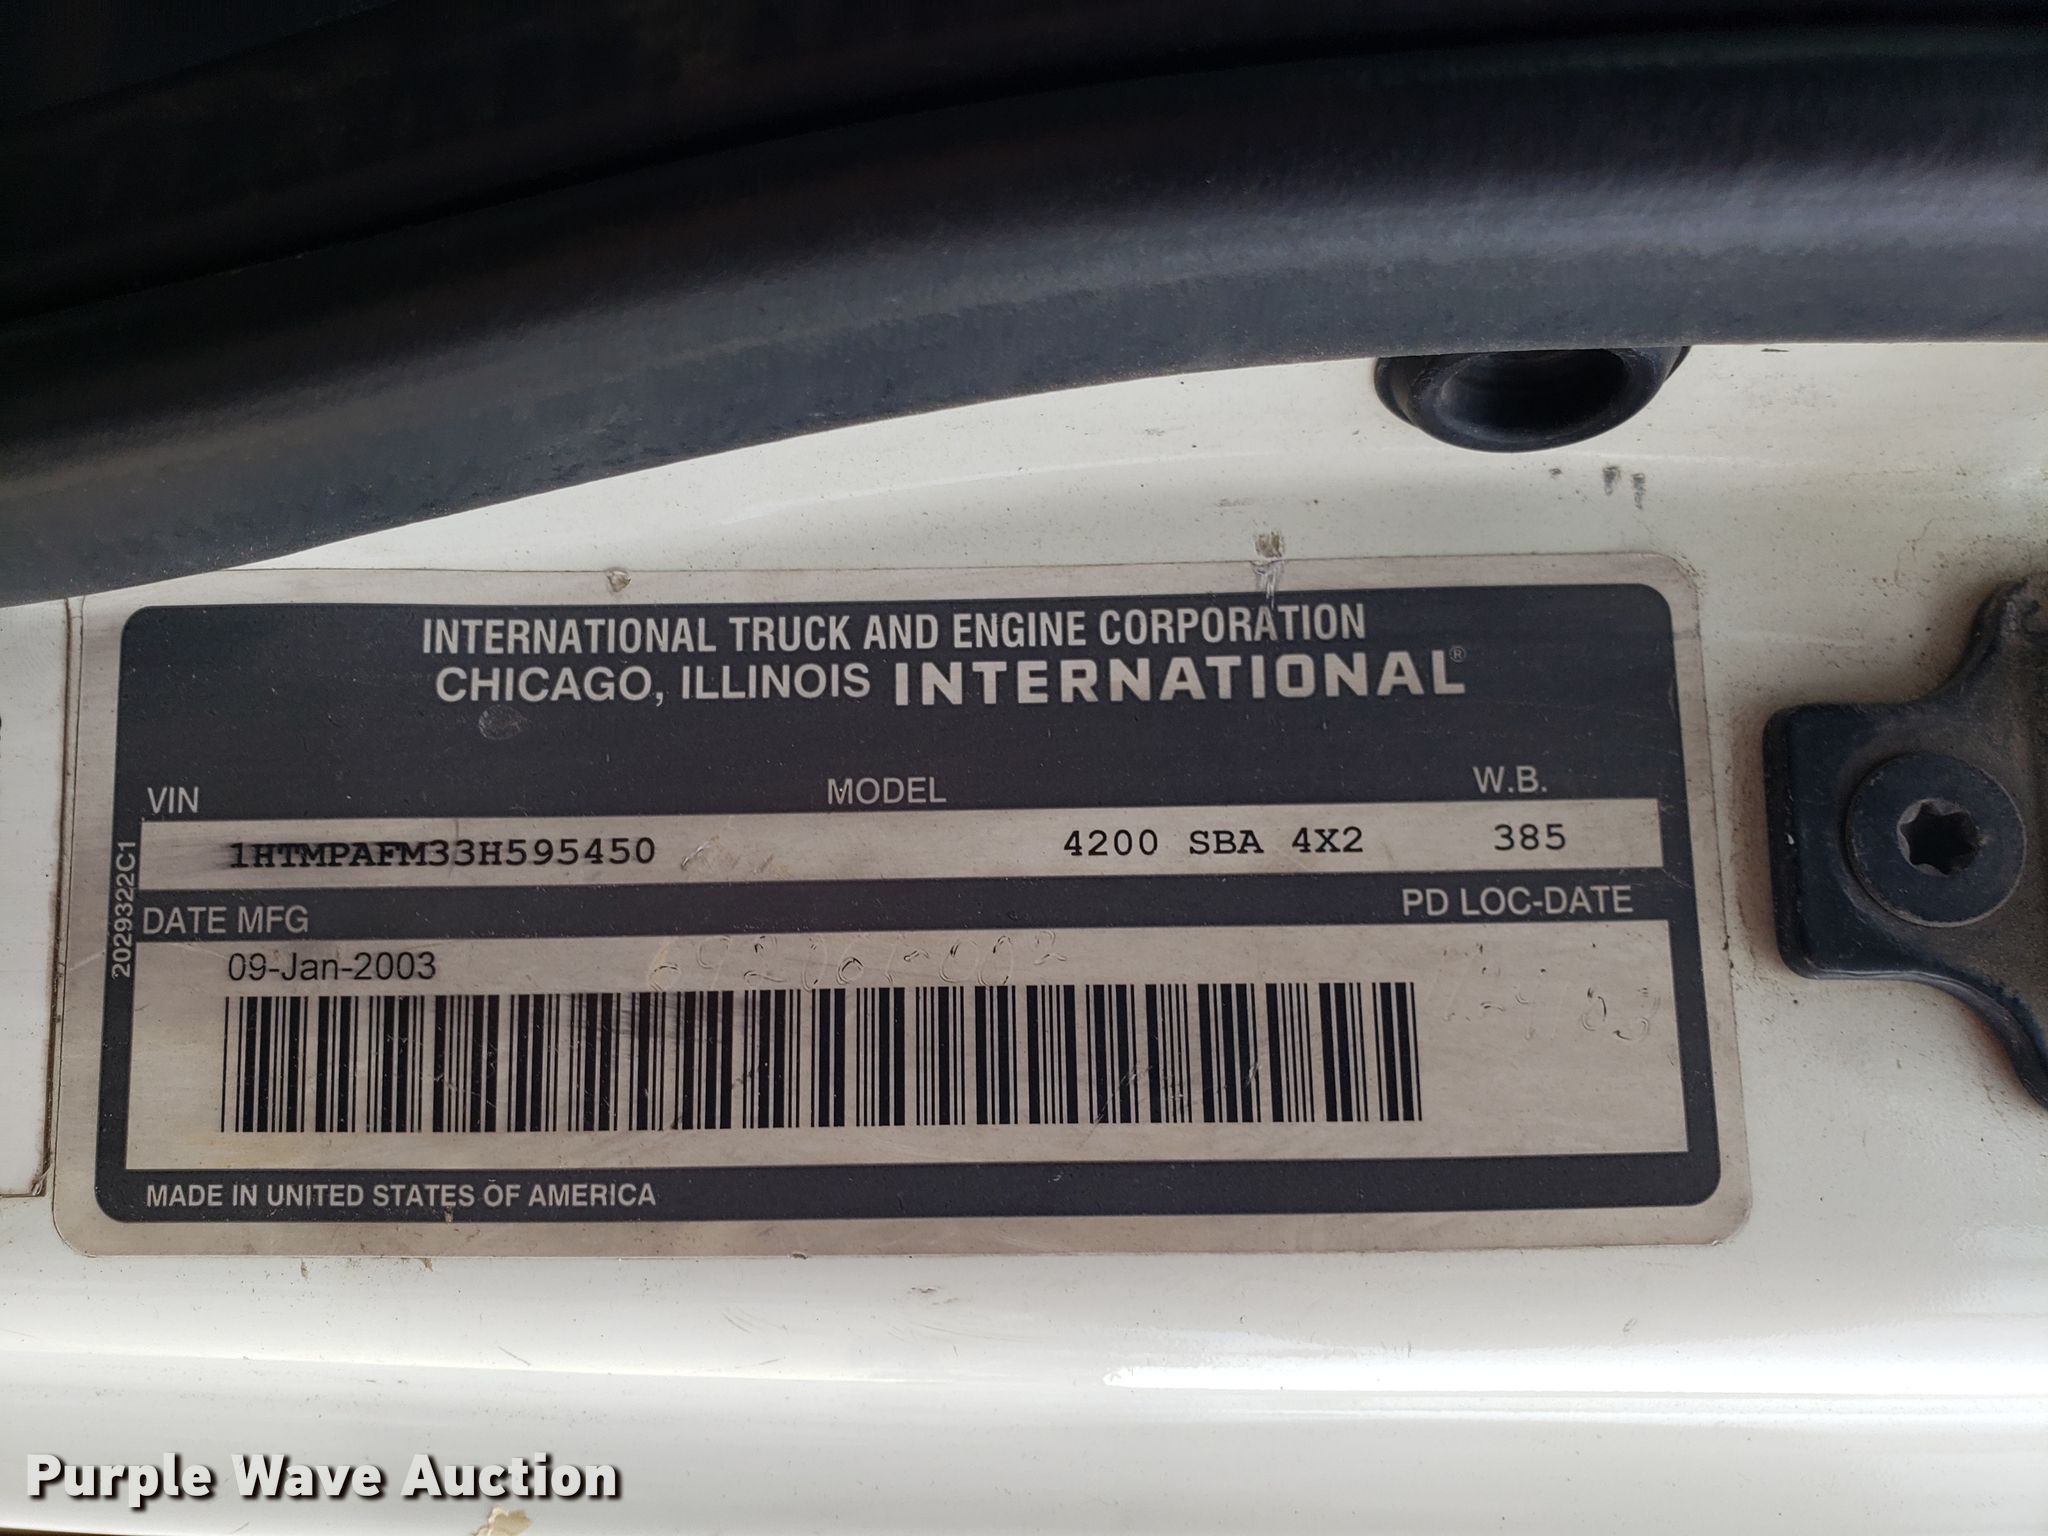 INTERNATIONAL TRUCK AND ENGINE CORPORATION
CHICAGO, ILLINOIS INTERNATIONAL®
VIN MODEL W.B.
1HTMPAFM33H595450 4200 SBA 4X2 385
DATE MFG PD LOC-DATE
09-Jan-2003
2029322C1
MADE IN UNITED STATES OF AMERICA
Purple Wave Auction